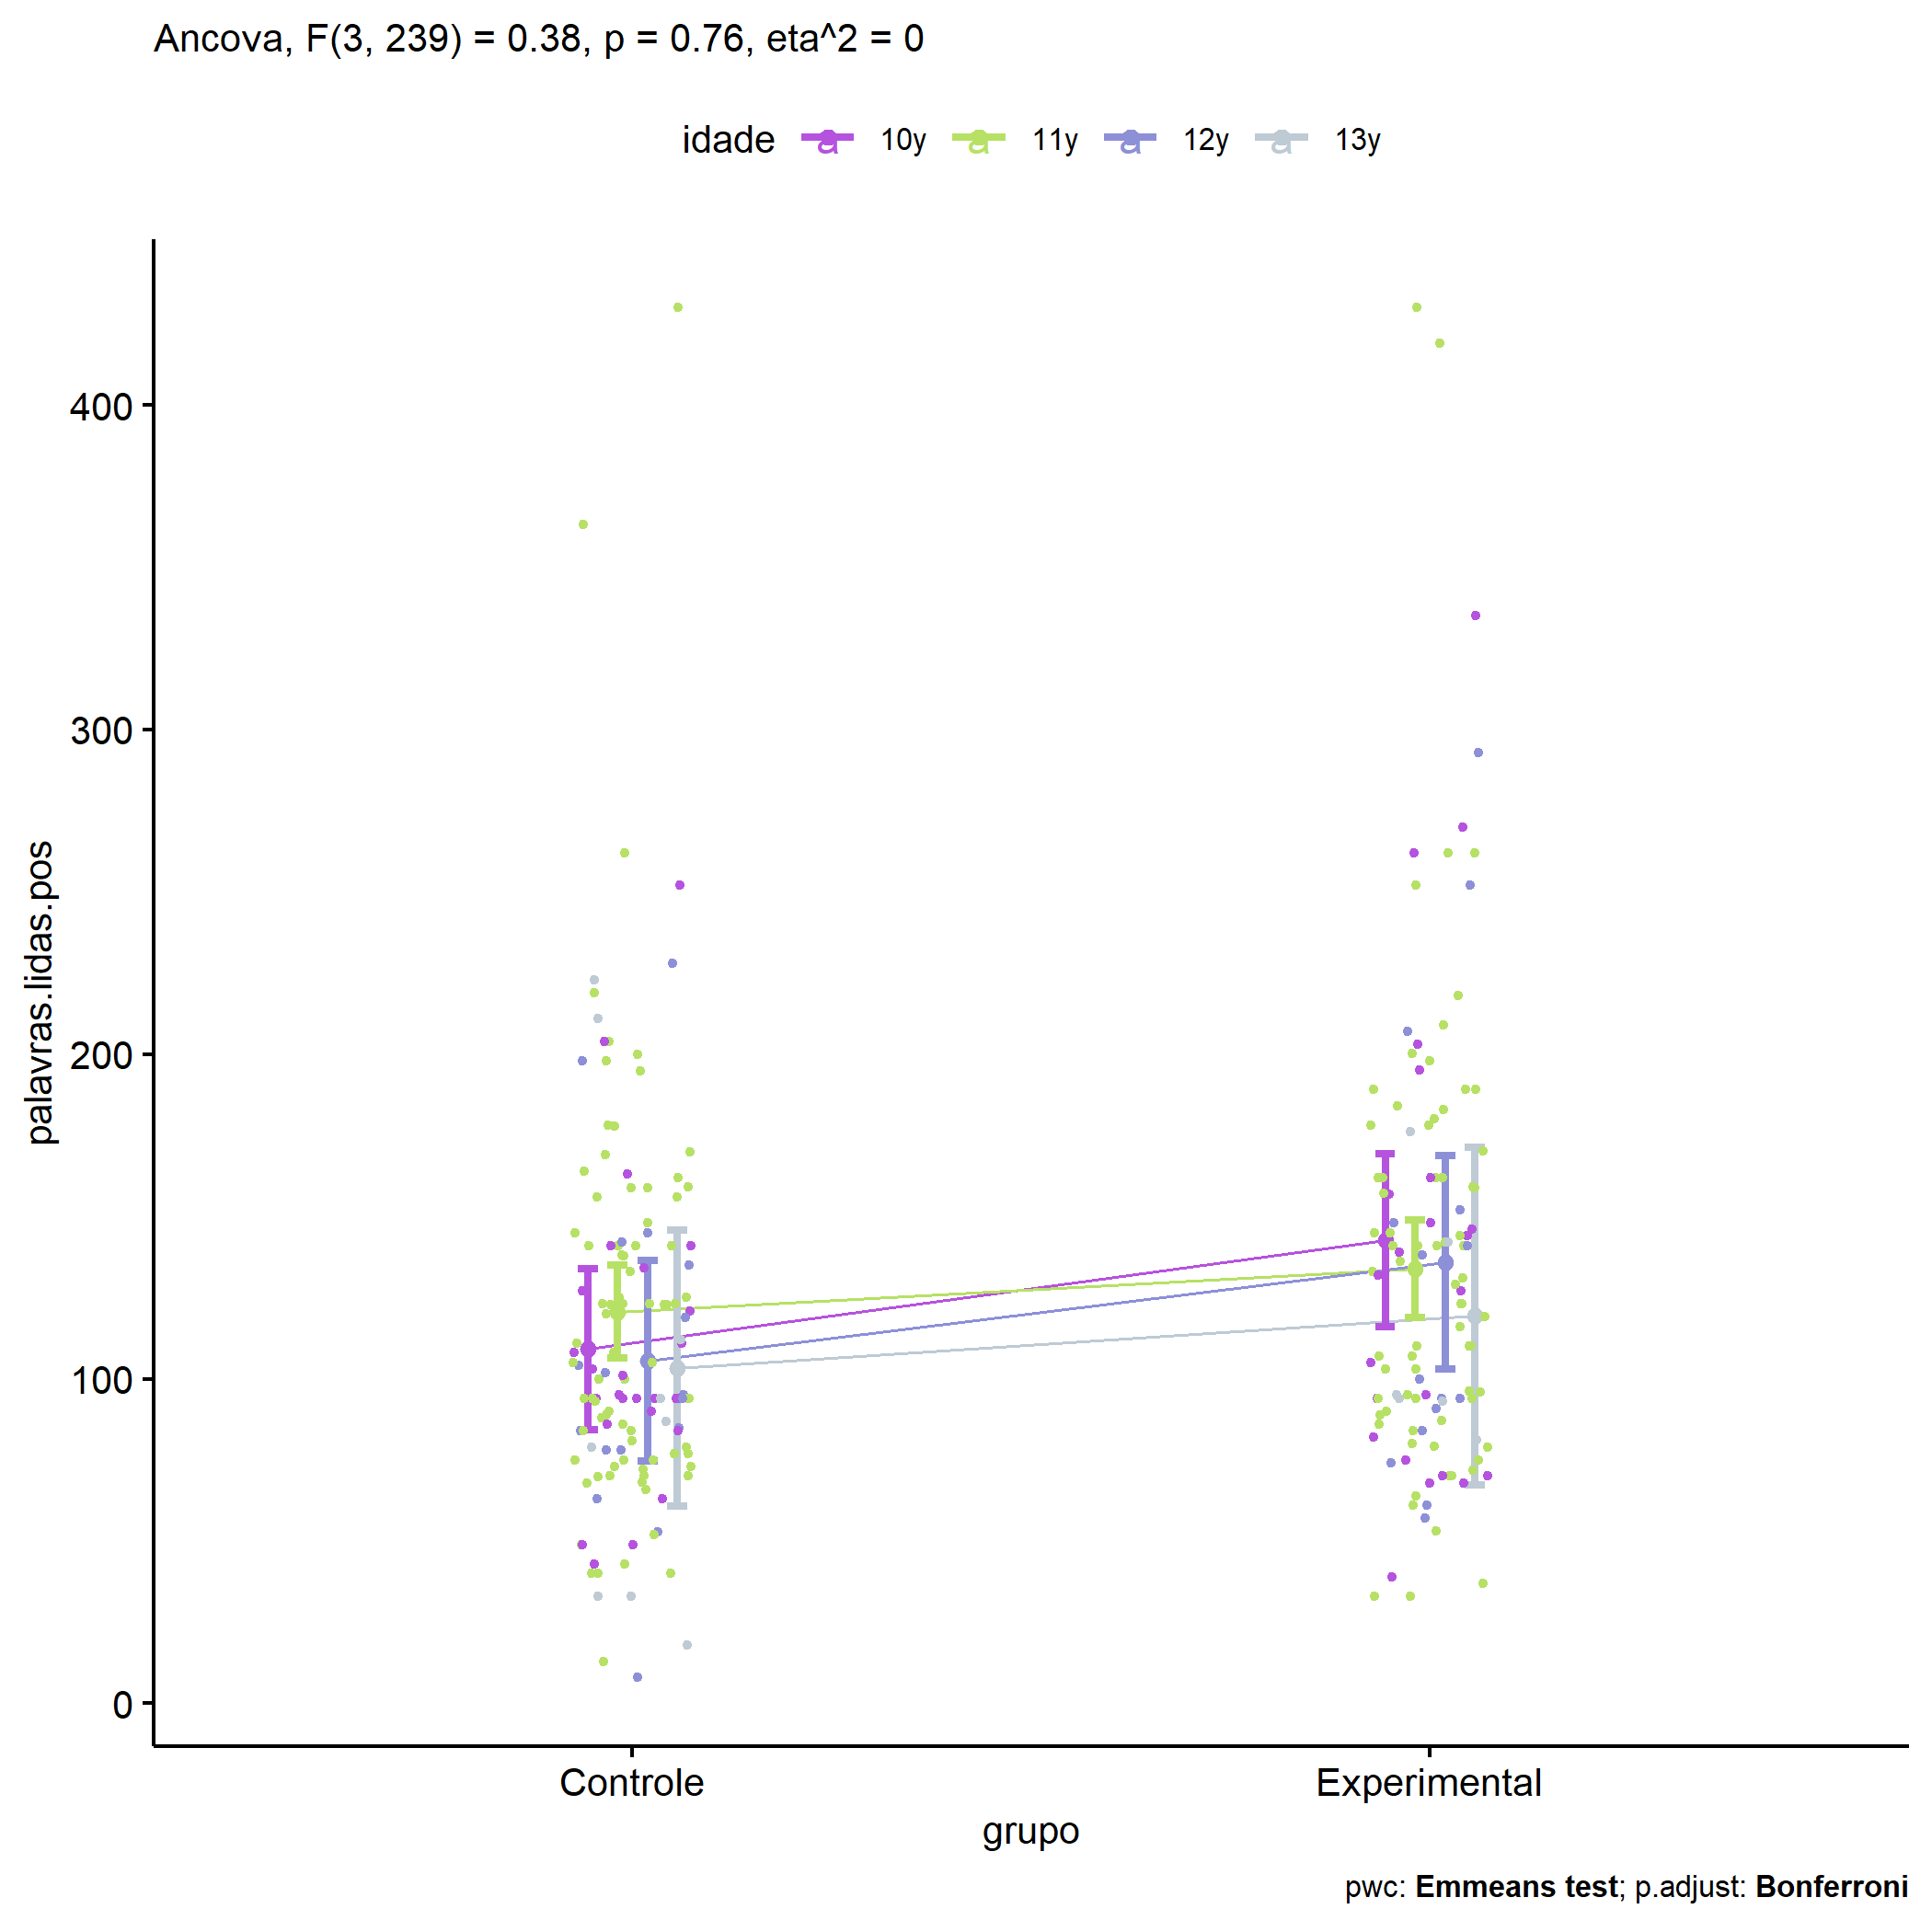 Ancova, F(3, 239) = 0.38, p = 0.76, eta^2 = 0
idade a 10y a 11y a 12y a 13y
400
300
200
100
0
palavras.lidas.pos
Controle Experimental
grupo
pwc: Emmeans test; p.adjust: Bonferroni